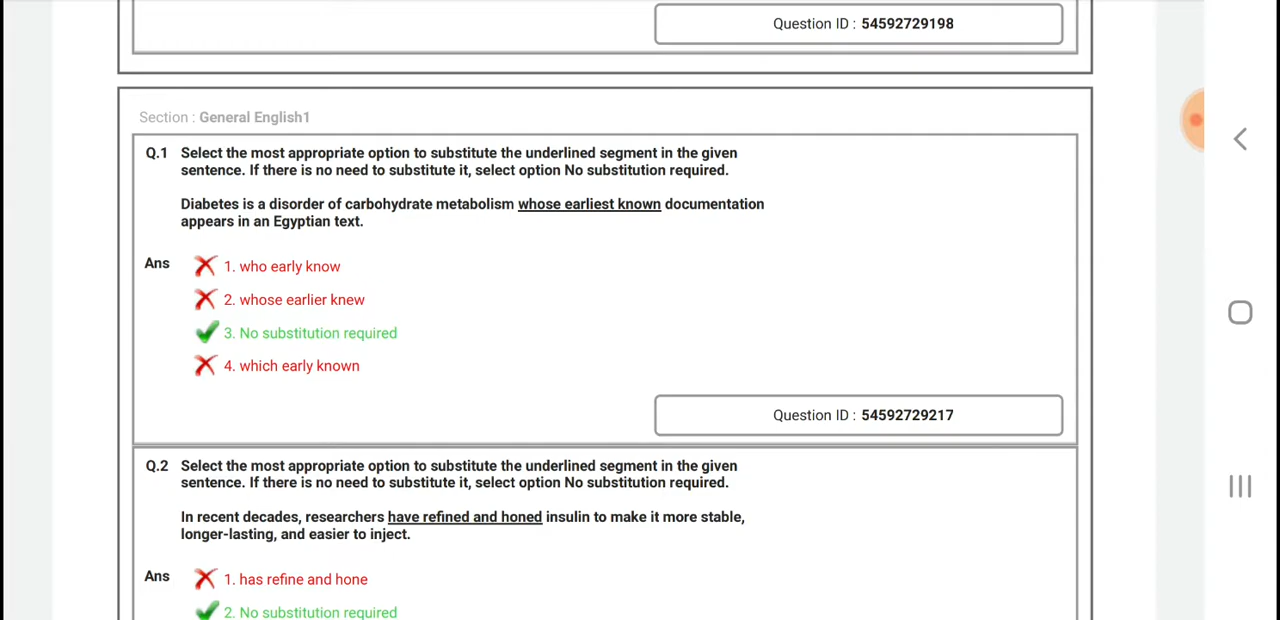 Question ID : 54592729198
Section : General English1
Q.1 Select the most appropriate option to substitute the underlined segment in the given
sentence. If there is no need to substitute it, select option No substitution required.
Diabetes is a disorder of carbohydrate metabolism whose earliest known documentation
appears in an Egyptian text.
Ans 1. who early know
2. whose earlier knew
3. No substitution required
4. which early known
Question ID : 54592729217
Q.2 Select the most appropriate option to substitute the underlined segment in the given
sentence. If there is no need to substitute it, select option No substitution required.
In recent decades, researchers have refined and honed insulin to make it more stable,
longer-lasting, and easier to inject.
Ans 1. has refine and hone
2. No substitution required